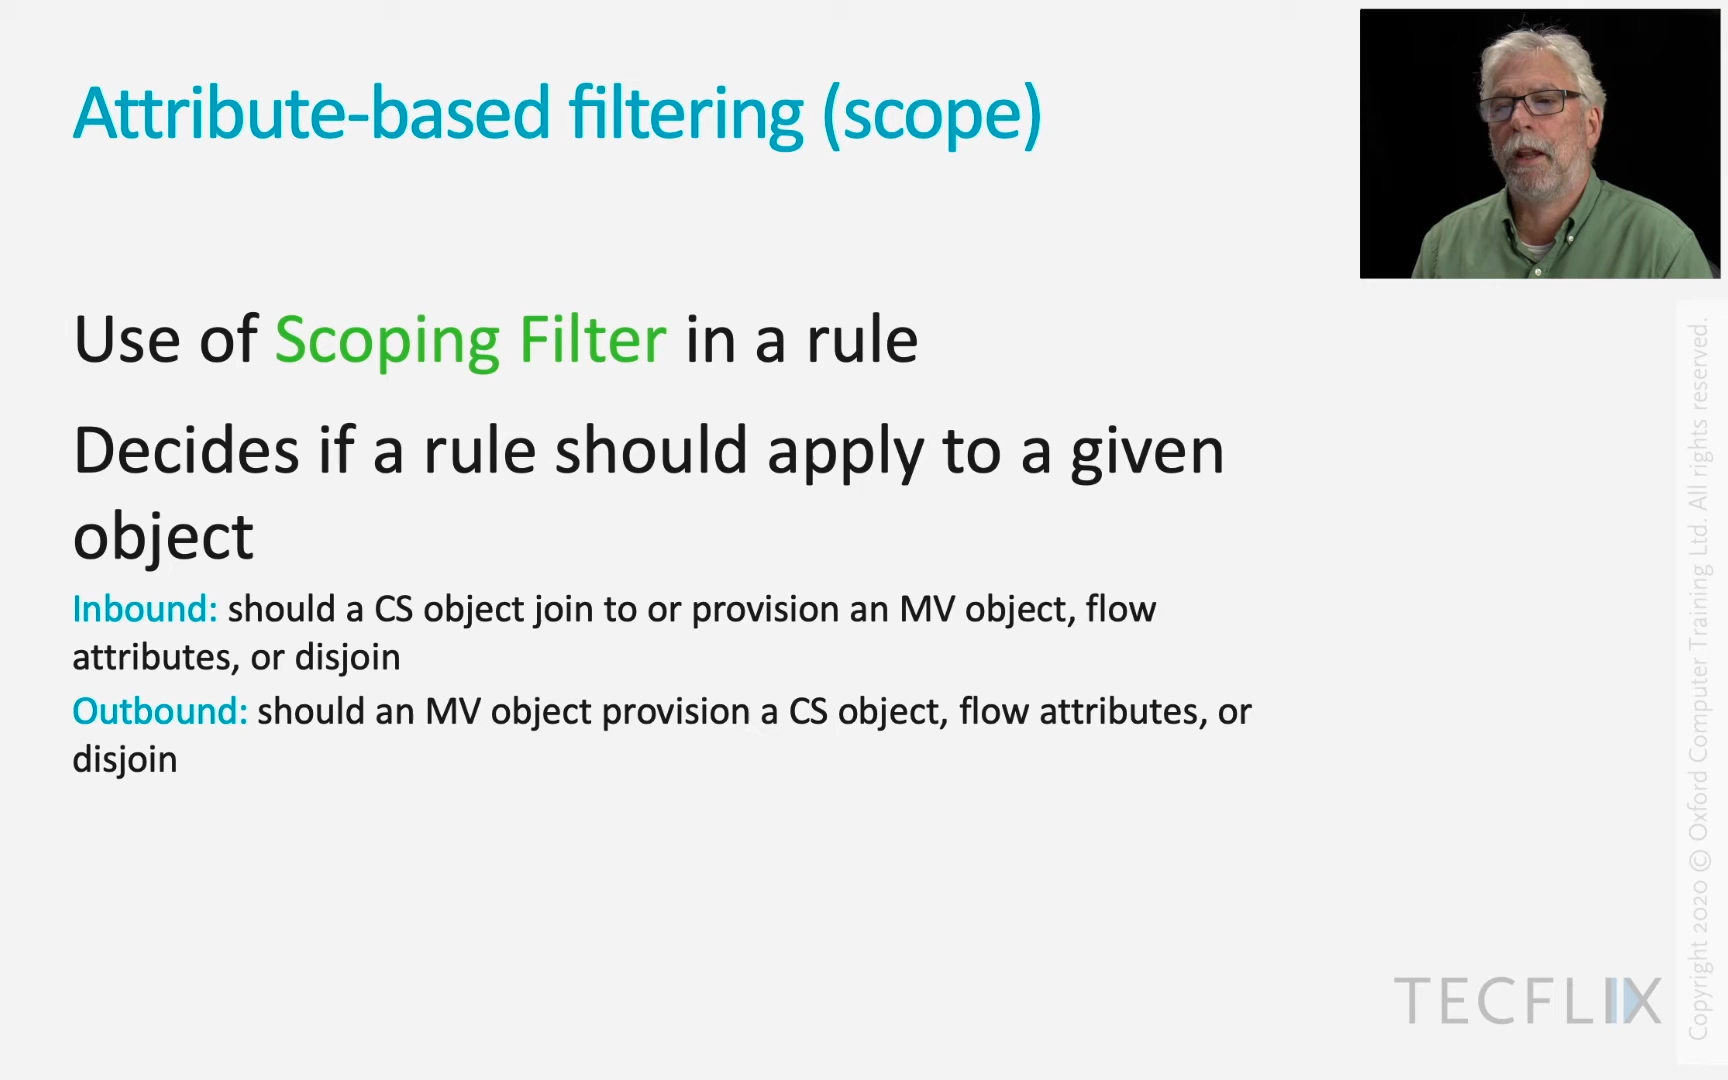 Attribute-based filtering (scope)
Use of Scoping Filter in a rule
Decides if a rule should apply to a given
object
Inbound: should a CS object join to or provision an MV object, flow
attributes, or disjoin
Outbound: should an MV object provision a CS object, flow attributes, or
disjoin
TECFLIX
Copyright 2020 © Oxford Computer Training Ltd. All rights reserved.